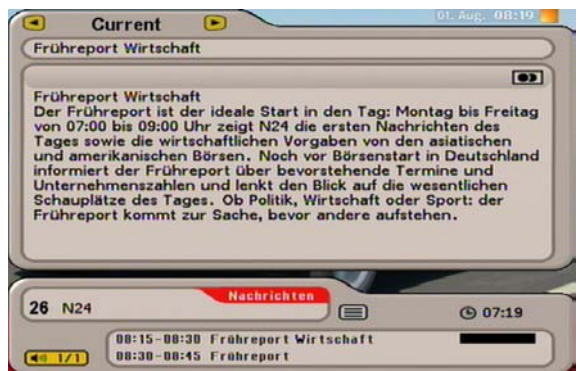 Current
01. Aug. 08:19
Frühreport Wirtschaft
Frühreport Wirtschaft
Der Frühreport ist der ideale Start in den Tag: Montag bis Freitag
von 07:00 bis 09:00 Uhr zeigt N24 die ersten Nachrichten des
Tages sowie die wirtschaftlichen Vorgaben von den asiatischen
und amerikanischen Börsen. Noch vor Börsenstart in Deutschland
informiert der Frühreport über bevorstehende Termine und
Unternehmenszahlen und lenkt den Blick auf die wesentlichen
Schauplätze des Tages. Ob Politik, Wirtschaft oder Sport: der
Frühreport kommt zur Sache, bevor andere aufstehen.
Nachrichten
26 N24
07:19
08:15-08:30 Frühreport Wirtschaft
1/1 08:30-08:45 Frühreport